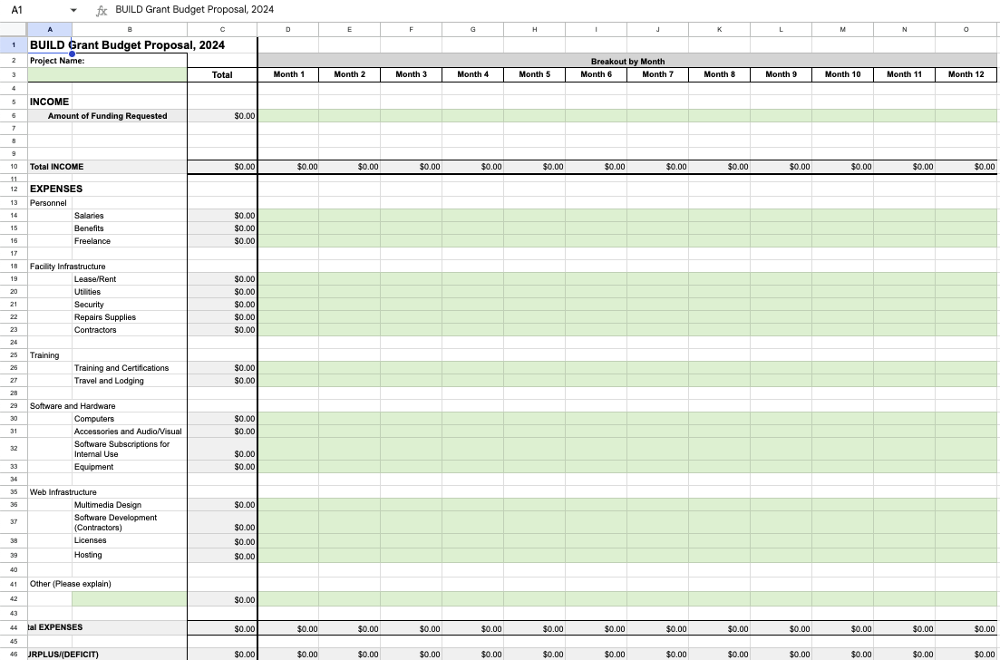 A1 fx BUILD Grant Budget Proposal, 2024
A B C D E F G H I J K L M N O
1 BUILD Grant Budget Proposal, 2024
2 Project Name: Breakout by Month
3 Total Month 1 Month 2 Month 3 Month 4 Month 5 Month 6 Month 7 Month 8 Month 9 Month 10 Month 11 Month 12
4
5 INCOME
6 Amount of Funding Requested $0.00
7
8
9
10 Total INCOME $0.00 $0.00 $0.00 $0.00 $0.00 $0.00 $0.00 $0.00 $0.00 $0.00 $0.00 $0.00 $0.00
11
12 EXPENSES
13 Personnel
14 Salaries $0.00
15 Benefits $0.00
16 Freelance $0.00
17
18 Facility Infrastructure
19 Lease/Rent $0.00
20 Utilities $0.00
21 Security $0.00
22 Repairs Supplies $0.00
23 Contractors $0.00
24
25 Training
26 Training and Certifications $0.00
27 Travel and Lodging $0.00
28
29 Software and Hardware
30 Computers $0.00
31 Accessories and Audio/Visual $0.00
32 Software Subscriptions for
Internal Use $0.00
33 Equipment $0.00
34
35 Web Infrastructure
36 Multimedia Design $0.00
37 Software Development
(Contractors) $0.00
38 Licenses $0.00
39 Hosting $0.00
40
41 Other (Please explain)
42 $0.00
43
44 tal EXPENSES $0.00 $0.00 $0.00 $0.00 $0.00 $0.00 $0.00 $0.00 $0.00 $0.00 $0.00 $0.00 $0.00
45
46 URPLUS/(DEFICIT) $0.00 $0.00 $0.00 $0.00 $0.00 $0.00 $0.00 $0.00 $0.00 $0.00 $0.00 $0.00 $0.00